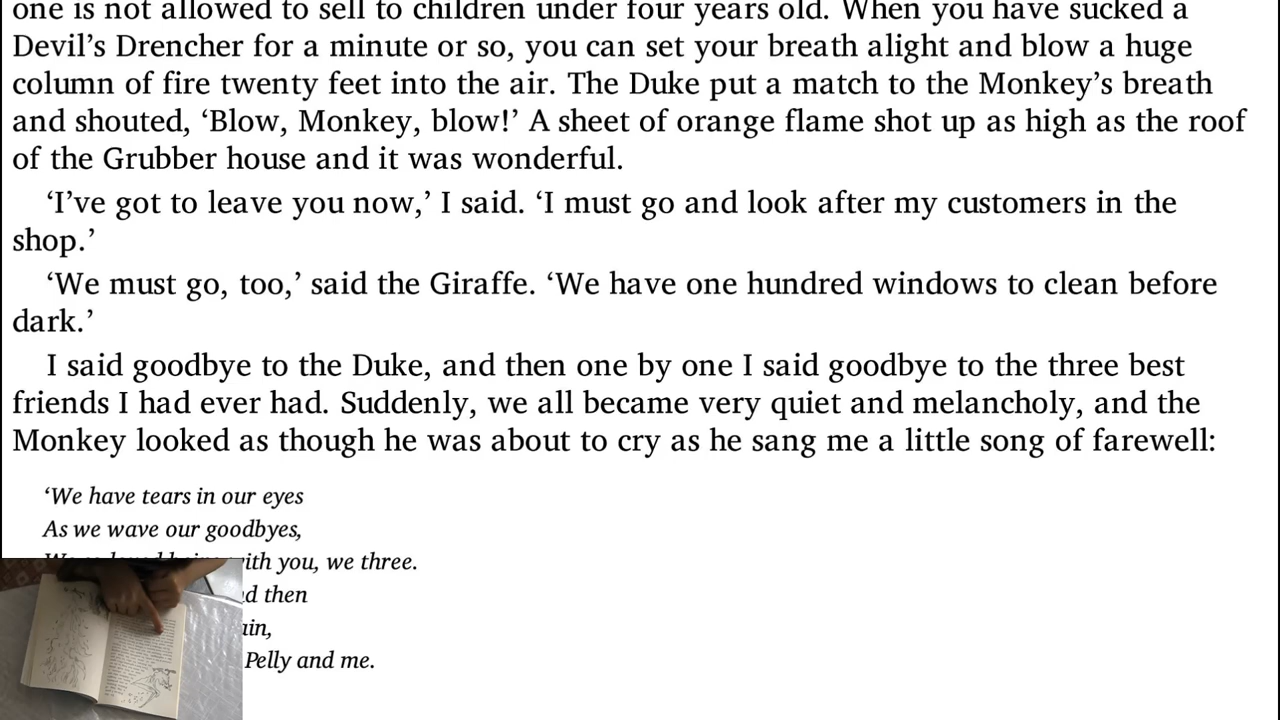 one is not allowed to sell to children under four years old. When you have sucked a
Devil’s Drencher for a minute or so, you can set your breath alight and blow a huge
column of fire twenty feet into the air. The Duke put a match to the Monkey’s breath
and shouted, ‘Blow, Monkey, blow!’ A sheet of orange flame shot up as high as the roof
of the Grubber house and it was wonderful.
‘I’ve got to leave you now,’ I said. ‘I must go and look after my customers in the
shop.’
‘We must go, too,’ said the Giraffe. ‘We have one hundred windows to clean before
dark.’
I said goodbye to the Duke, and then one by one I said goodbye to the three best
friends I had ever had. Suddenly, we all became very quiet and melancholy, and the
Monkey looked as though he was about to cry as he sang me a little song of farewell:
‘We have tears in our eyes
As we wave our goodbyes,
with you, we three.
then
Pelly and me.